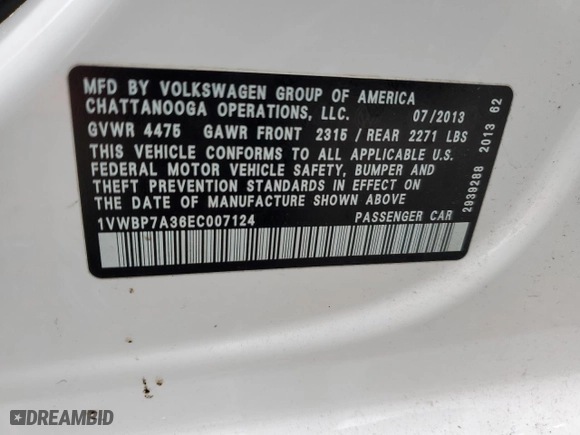 MFD BY VOLKSWAGEN GROUP OF AMERICA
CHATTANOOGA OPERATIONS, LLC. 07/2013
GVWR 4475 GAWR FRONT 2315 / REAR 2271 LBS
THIS VEHICLE CONFORMS TO ALL APPLICABLE U.S.
FEDERAL MOTOR VEHICLE SAFETY, BUMPER AND
THEFT PREVENTION STANDARDS IN EFFECT ON
THE DATE OF MANUFACTURE SHOWN ABOVE
1VWBP7A36EC007124 PASSENGER CAR
2939288 2013 62
DREAMBID